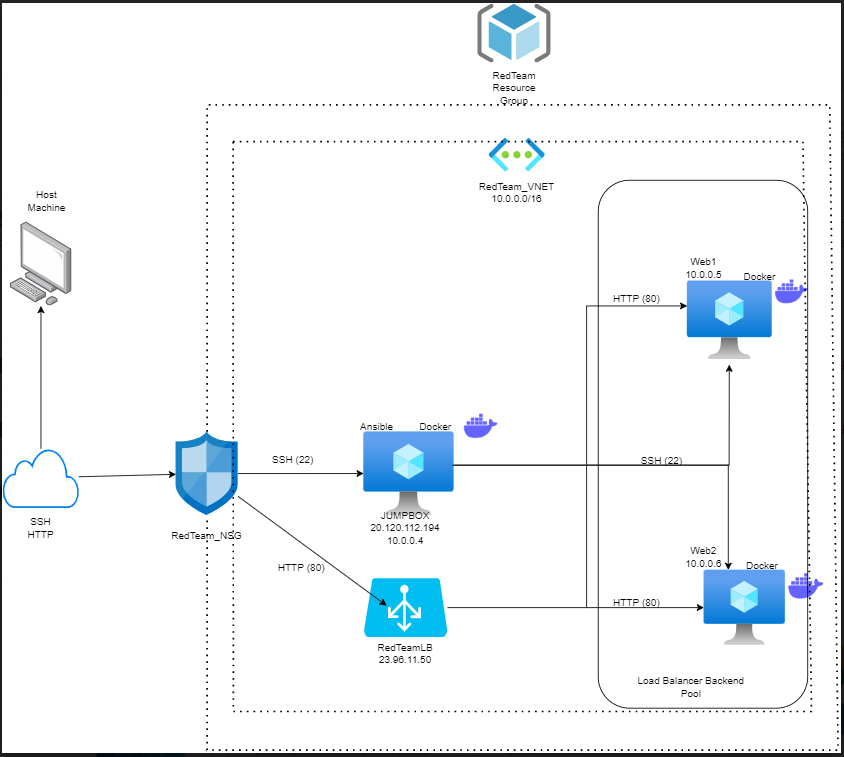 RedTeam
Resource
Group
RedTeam_VNET
10.0.0.0/16
Host
Machine
Web1
10.0.0.5
Docker
HTTP (80)
Ansible
Docker
SSH (22)
SSH (22)
JUMPBOX
20.120.112.194
10.0.0.4
SSH
HTTP
RedTeam_NSG
Web2
10.0.0.6
Docker
HTTP (80)
HTTP (80)
RedTeamLB
23.96.11.50
Load Balancer Backend
Pool